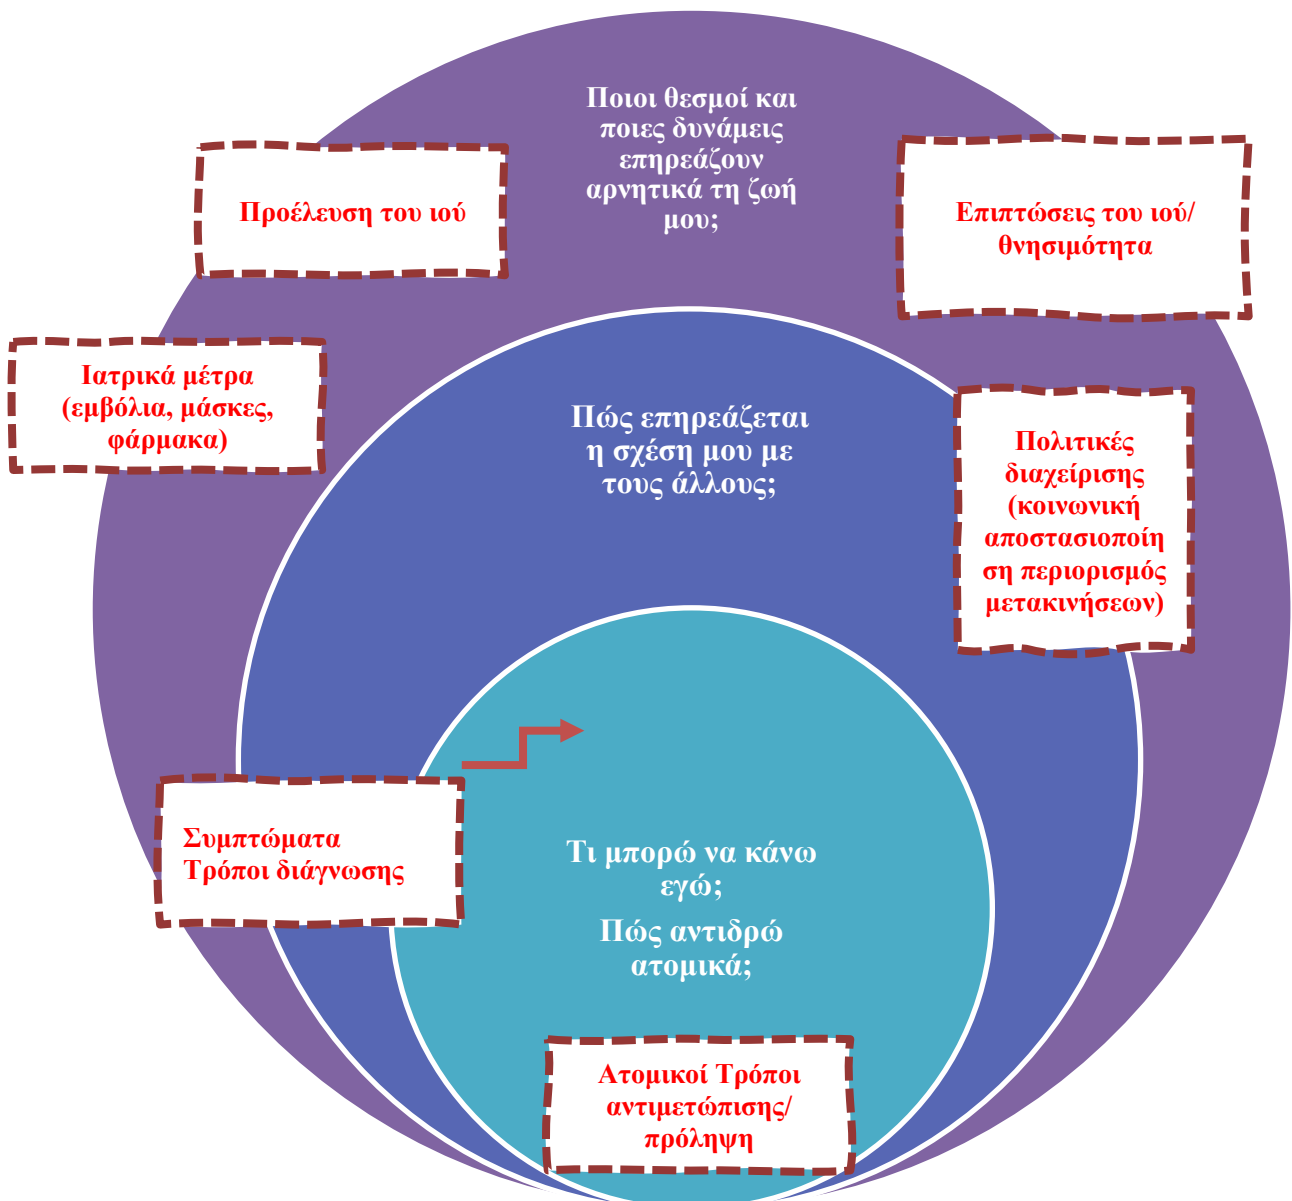 Ποιοι θεσμοί και
ποιες δυνάμεις
επηρεάζουν
αρνητικά τη ζωή
μου;
Προέλευση του ιού
Επιπτώσεις του ιού/
θνησιμότητα
Ιατρικά μέτρα
(εμβόλια, μάσκες,
φάρμακα)
Πώς επηρεάζεται
η σχέση μου με
τους άλλους;
Πολιτικές
διαχείρισης
(κοινωνική
αποστασιοποίη
ση περιορισμός
μετακινήσεων)
Συμπτώματα
Τρόποι διάγνωσης
Τι μπορώ να κάνω
εγώ;
Πώς αντιδρώ
ατομικά;
Ατομικοί Τρόποι
αντιμετώπισης/
πρόληψη